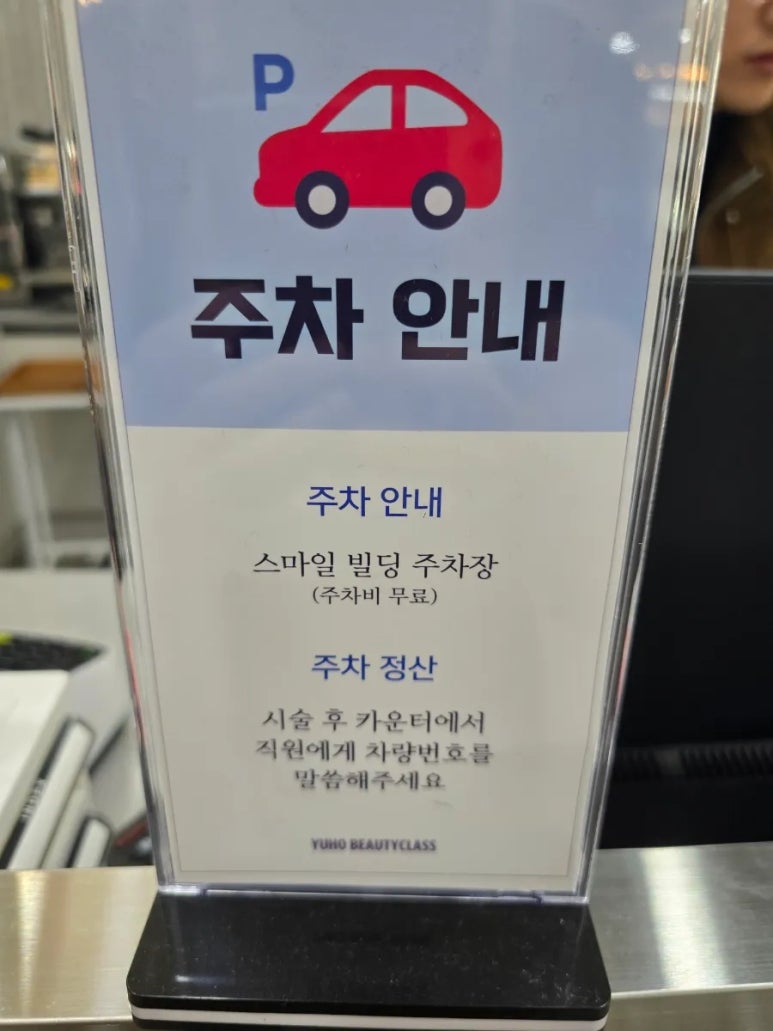 P
주차 안내
주차 안내
스마일 빌딩 주차장
(주차비 무료)
주차 정산
시술 후 카운터에서
직원에게 차량번호를
말씀해주세요
YUHO BEAUTYCLASS